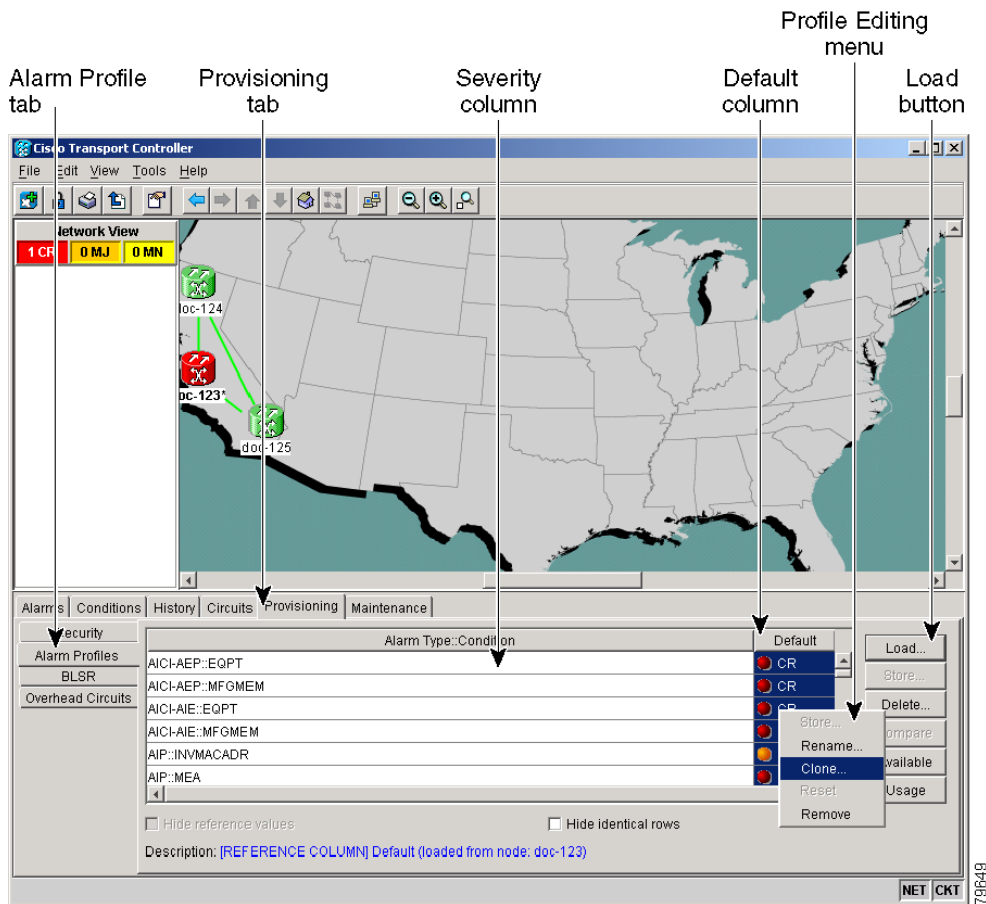 Profile Editing
menu
Alarm Profile
tab
Provisioning
tab
Severity
column
Default
column
Load
button
Cisco Transport Controller
File Edit View Tools Help
Network View
1 CR 0 MJ 0 MN
doc-124
doc-123*
doc-125
Alarms Conditions History Circuits Provisioning Maintenance
Security
Alarm Profiles
BLSR
Overhead Circuits
Alarm Type::Condition Default
AICI-AEP::EQPT CR
AICI-AEP::MFGMEM CR
AICI-AIE::EQPT CR
AICI-AIE::MFGMEM
AIP::INVMACADR
AIP::MEA
Load...
Store...
Delete...
Compare
Available
Usage
Store...
Rename...
Clone...
Reset
Remove
Hide reference values
Hide identical rows
Description: [REFERENCE COLUMN] Default (loaded from node: doc-123)
NET CKT
79649